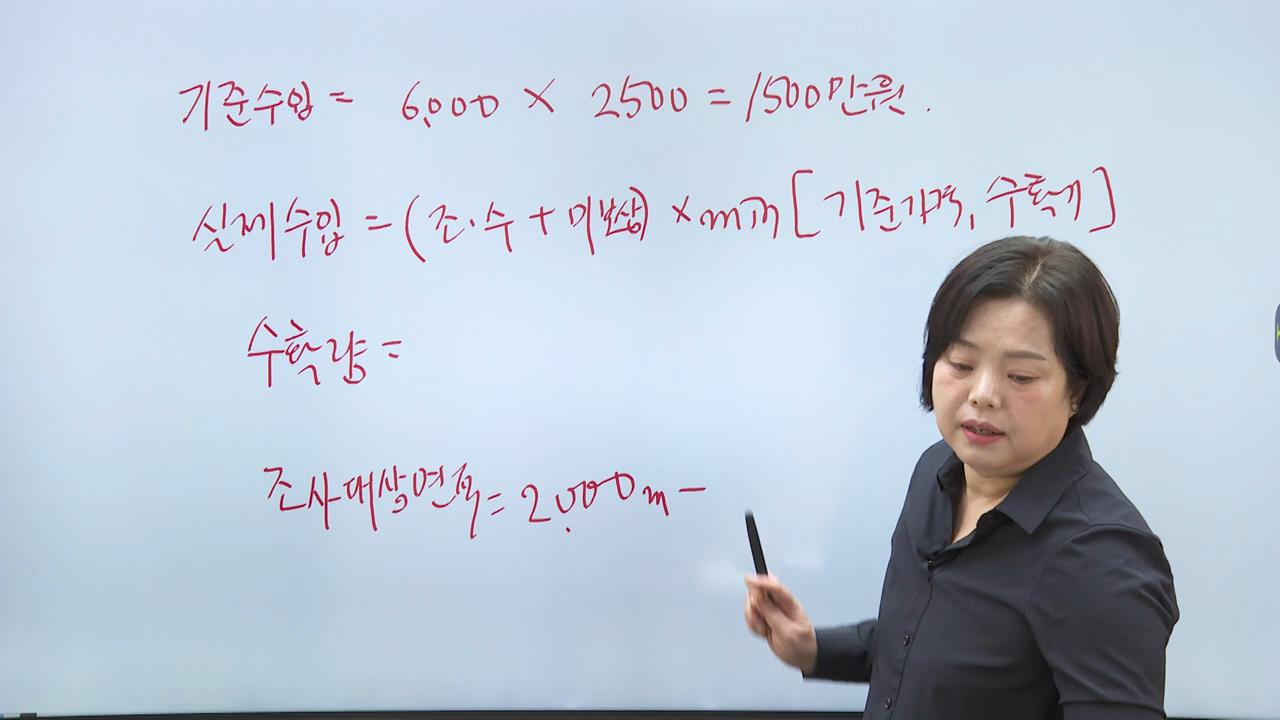 기준수입 = 6,000 × 2500 = 1500만원.
실제수입 = (조·수 + 미보상) × min [기준가격, 수확기]
수확량 =
조사대상면적 = 2,000m -